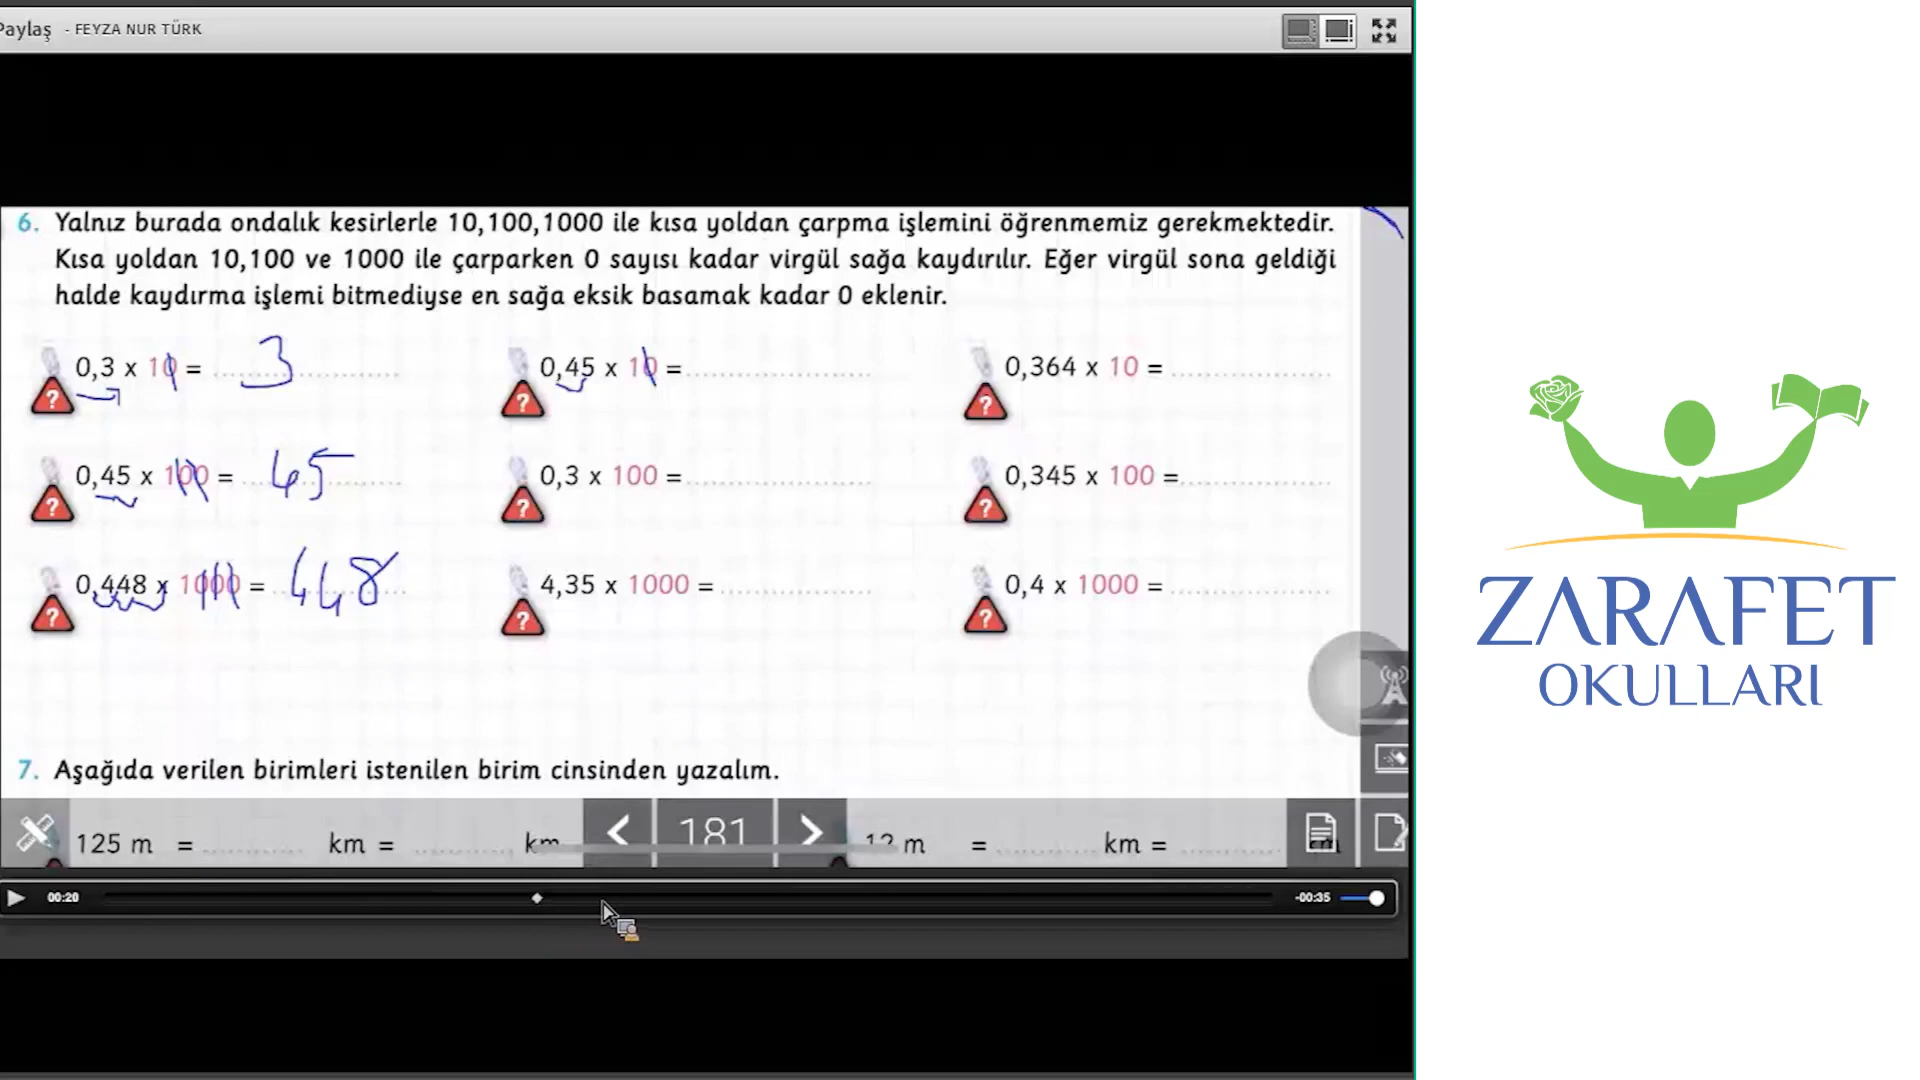 Paylaş - FEYZA NUR TÜRK
6. Yalnız burada ondalık kesirlerle 10,100,1000 ile kısa yoldan çarpma işlemini öğrenmemiz gerekmektedir.
Kısa yoldan 10,100 ve 1000 ile çarparken 0 sayısı kadar virgül sağa kaydırılır. Eğer virgül sona geldiği
halde kaydırma işlemi bitmediyse en sağa eksik basamak kadar 0 eklenir.
0,3 x 10 = 3
0,45 x 10 =
0,364 x 10 =
0,45 x 100 = 45
0,3 x 100 =
0,345 x 100 =
0,448 x 1000 = 448
4,35 x 1000 =
0,4 x 1000 =
7. Aşağıda verilen birimleri istenilen birim cinsinden yazalım.
125 m = km = km
181
12 m = km =
00:20
-00:35
ZARAFET
OKULLARI